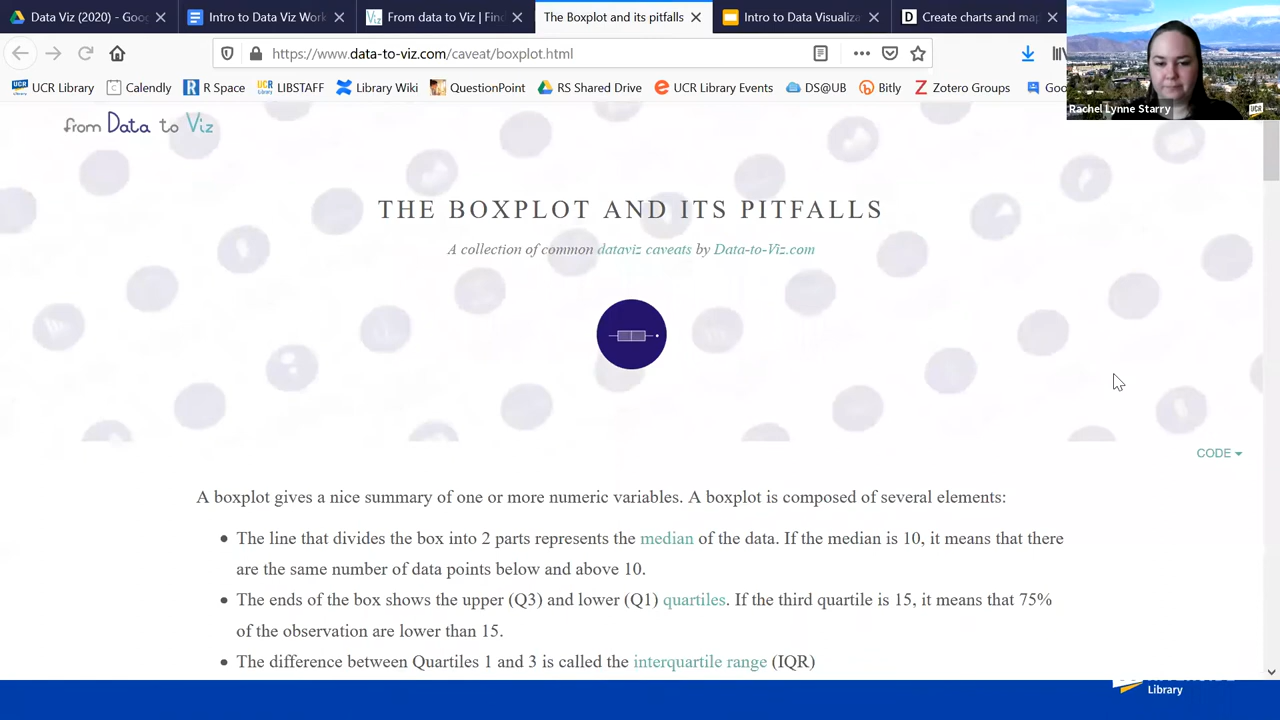 Data Viz (2020) - Goo
Intro to Data Viz Work
From data to Viz | Find
The Boxplot and its pitfalls
Intro to Data Visualiza
Create charts and map
https://www.data-to-viz.com/caveat/boxplot.html
UCR Library
Calendly
R Space
LIBSTAFF
Library Wiki
QuestionPoint
RS Shared Drive
UCR Library Events
DS@UB
Bitly
Zotero Groups
Goo
Rachel Lynne Starry
UCR
from Data to Viz
THE BOXPLOT AND ITS PITFALLS
A collection of common dataviz caveats by Data-to-Viz.com
CODE
A boxplot gives a nice summary of one or more numeric variables. A boxplot is composed of several elements:
• The line that divides the box into 2 parts represents the median of the data. If the median is 10, it means that there
are the same number of data points below and above 10.
• The ends of the box shows the upper (Q3) and lower (Q1) quartiles. If the third quartile is 15, it means that 75%
of the observation are lower than 15.
• The difference between Quartiles 1 and 3 is called the interquartile range (IQR)
Library